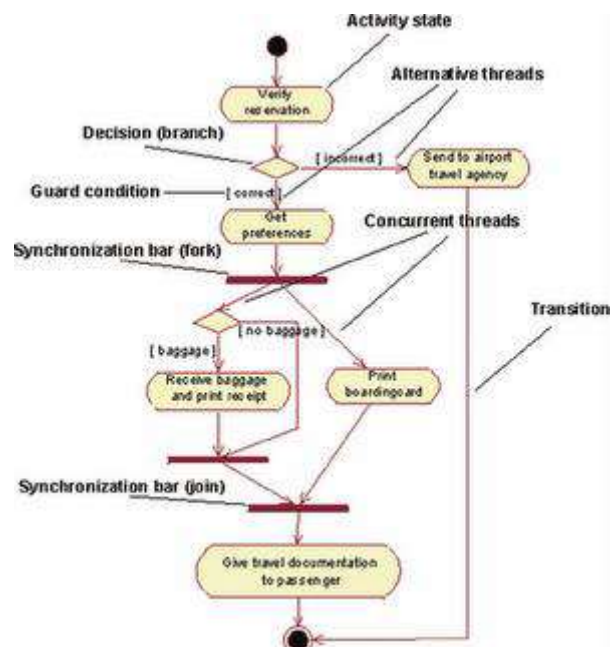 Activity state
Verify
reservation
Alternative threads
Decision (branch)
[ incorrect ]
Send to airport
travel agency
Guard condition
[ correct ]
Get
preferences
Concurrent threads
Synchronization bar (fork)
[ no baggage ]
Transition
[ baggage ]
Receive baggage
and print receipt
Print
boardingcard
Synchronization bar (join)
Give travel documentation
to passenger